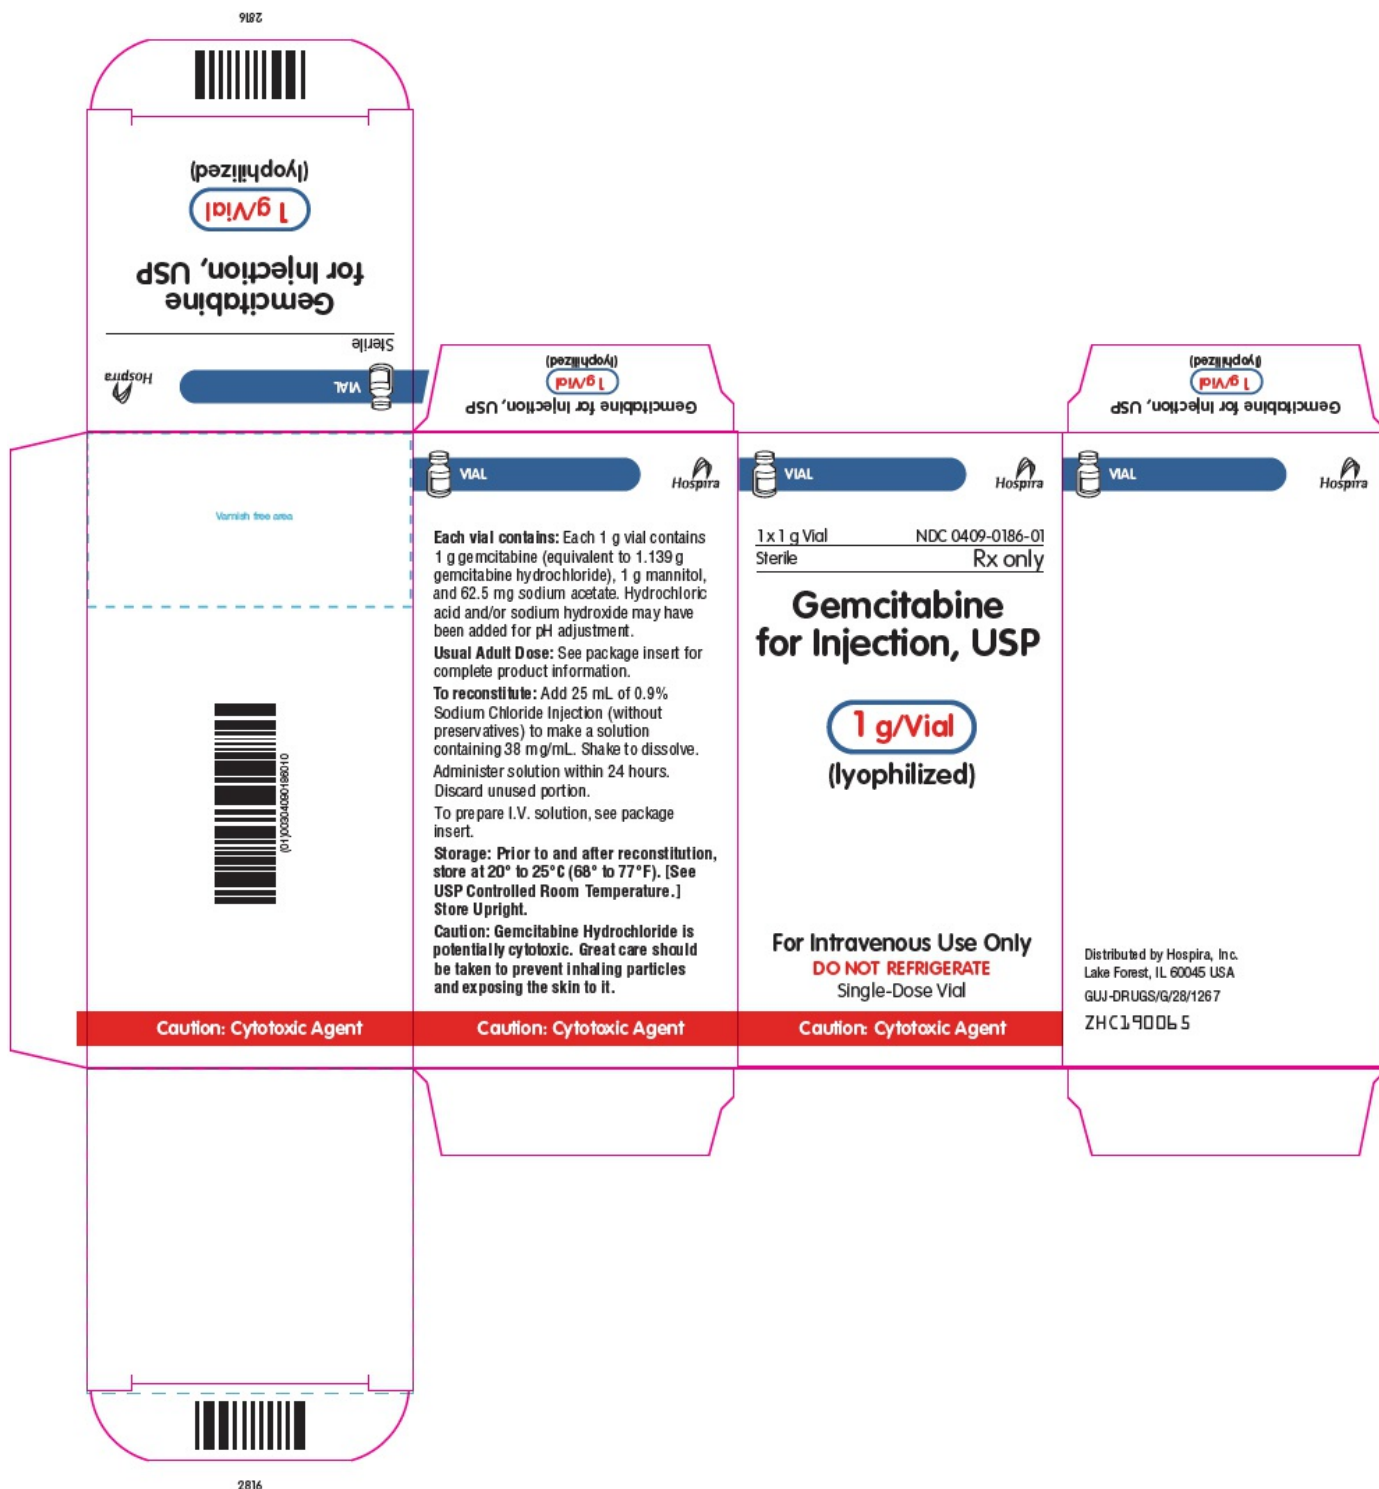 2816
(lyophilized)
1 g/Vial
for Injection, USP
Gemcitabine
Sterile
Hospira
VIAL
(lyophilized)
1 g/Vial
Gemcitabine for Injection, USP
(lyophilized)
1 g/Vial
Gemcitabine for Injection, USP
Varnish free area
(01)00304090186010
Caution: Cytotoxic Agent
VIAL
Hospira
Each vial contains: Each 1 g vial contains
1 g gemcitabine (equivalent to 1.139 g
gemcitabine hydrochloride), 1 g mannitol,
and 62.5 mg sodium acetate. Hydrochloric
acid and/or sodium hydroxide may have
been added for pH adjustment.
Usual Adult Dose: See package insert for
complete product information.
To reconstitute: Add 25 mL of 0.9%
Sodium Chloride Injection (without
preservatives) to make a solution
containing 38 mg/mL. Shake to dissolve.
Administer solution within 24 hours.
Discard unused portion.
To prepare I.V. solution, see package
insert.
Storage: Prior to and after reconstitution,
store at 20° to 25°C (68° to 77°F). [See
USP Controlled Room Temperature.]
Store Upright.
Caution: Gemcitabine Hydrochloride is
potentially cytotoxic. Great care should
be taken to prevent inhaling particles
and exposing the skin to it.
Caution: Cytotoxic Agent
VIAL
Hospira
1 x 1 g Vial NDC 0409-0186-01
Sterile Rx only
Gemcitabine
for Injection, USP
1 g/Vial
(lyophilized)
For Intravenous Use Only
DO NOT REFRIGERATE
Single-Dose Vial
Caution: Cytotoxic Agent
VIAL
Hospira
Distributed by Hospira, Inc.
Lake Forest, IL 60045 USA
GUJ-DRUGS/G/28/1267
ZHC190065
2816